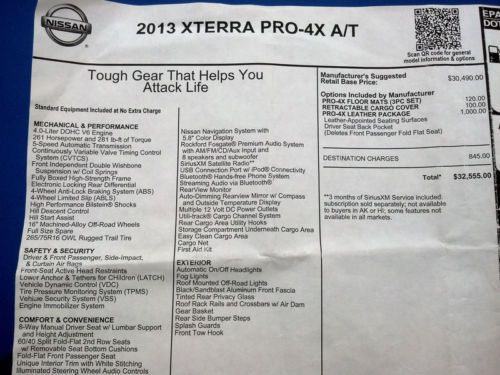 NISSAN
2013 XTERRA PRO-4X A/T
Scan QR code for general
model information & options
EPA
DOT
Tough Gear That Helps You
Attack Life
Standard Equipment Included at No Extra Charge
MECHANICAL & PERFORMANCE
4.0-Liter DOHC V6 Engine
261 Horsepower and 281 lb-ft of Torque
5-Speed Automatic Transmission
Continuously Variable Valve Timing Control
System (CVTCS)
Front Independent Double Wishbone
Suspension w/ Coil Springs
Fully Boxed High-Strength Frame
Electronic Locking Rear Differential
4-Wheel Anti-Lock Braking System (ABS)
4-Wheel Limited Slip (ABLS)
High Performance Bilstein® Shocks
Hill Descent Control
Hill Start Assist
16" Machined-Alloy Off-Road Wheels
Full Size Spare
265/75R16 OWL Rugged Trail Tire
SAFETY & SECURITY
Driver & Front Passenger, Side-Impact,
& Curtain Air Bags
Front-Seat Active Head Restraints
Lower Anchor & Tethers for Children (LATCH)
Vehicle Dynamic Control (VDC)
Tire Pressure Monitoring System (TPMS)
Vehicle Security System (VSS)
Engine Immobilizer System
COMFORT & CONVENIENCE
8-Way Manual Driver Seat w/ Lumbar Support
and Height Adjustment
60/40 Split Fold-Flat 2nd Row Seats
w/ Removable Seat Bottom Cushions
Fold-Flat Front Passenger Seat
Unique Interior Trim with White Stitching
Illuminated Steering Wheel Audio Controls
Nissan Navigation System with
5.8" Color Display
Rockford Fosgate® Premium Audio System
with AM/FM/CD/Aux Input and
8 speakers and subwoofer
SiriusXM Satellite Radio**
USB Connection Port w/ iPod® Connectivity
Bluetooth® Hands-free Phone System
Streaming Audio via Bluetooth®
RearView Monitor
Auto-Dimming Rearview Mirror w/ Compass
and Outside Temperature Display
Multiple 12 Volt DC Power Outlets
Utili-track® Cargo Channel System
Rear Cargo Area Utility Hooks
Storage Compartment Underneath Cargo Area
Easy Clean Cargo Area
Cargo Net
First Aid Kit
EXTERIOR
Automatic On/Off Headlights
Fog Lights
Roof Mounted Off-Road Lights
Black/Sandblast Aluminum Front Fascia
Tinted Rear Privacy Glass
Roof Rack Rails and Crossbars w/ Air Dam
Gear Basket
Rear Side Bumper Steps
Splash Guards
Front Tow Hook
Manufacturer's Suggested
Retail Base Price: $30,490.00
Options Included by Manufacturer
PRO-4X FLOOR MATS (3PC SET) 120.00
RETRACTABLE CARGO COVER 100.00
PRO-4X LEATHER PACKAGE 1,000.00
Leather-Appointed Seating Surfaces
Driver Seat Back Pocket
(Deletes Front Passenger Fold Flat Seat)
DESTINATION CHARGES 845.00
Total* $32,555.00
**3 months of SiriusXM Service included.
subscription sold separately; not available
to buyers in AK or HI; some features not
available in all markets.